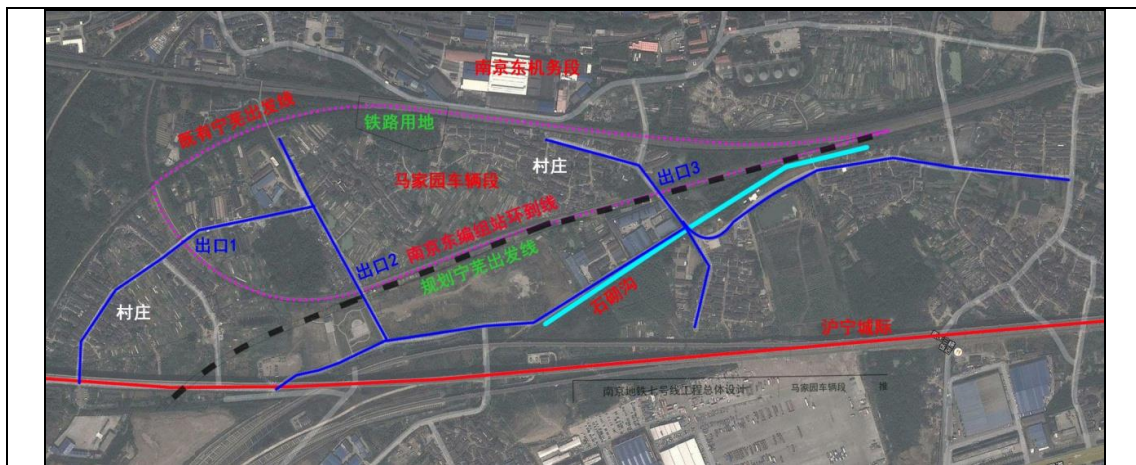 南京东机务段
既有宁芜出发线
铁路用地
村庄
马家园车辆段
出口3
南京东编组站环到线
出口1
出口2
规划宁芜出发线
石硼沟
村庄
沪宁城际
南京地铁七号线工程总体设计
马家园车辆段